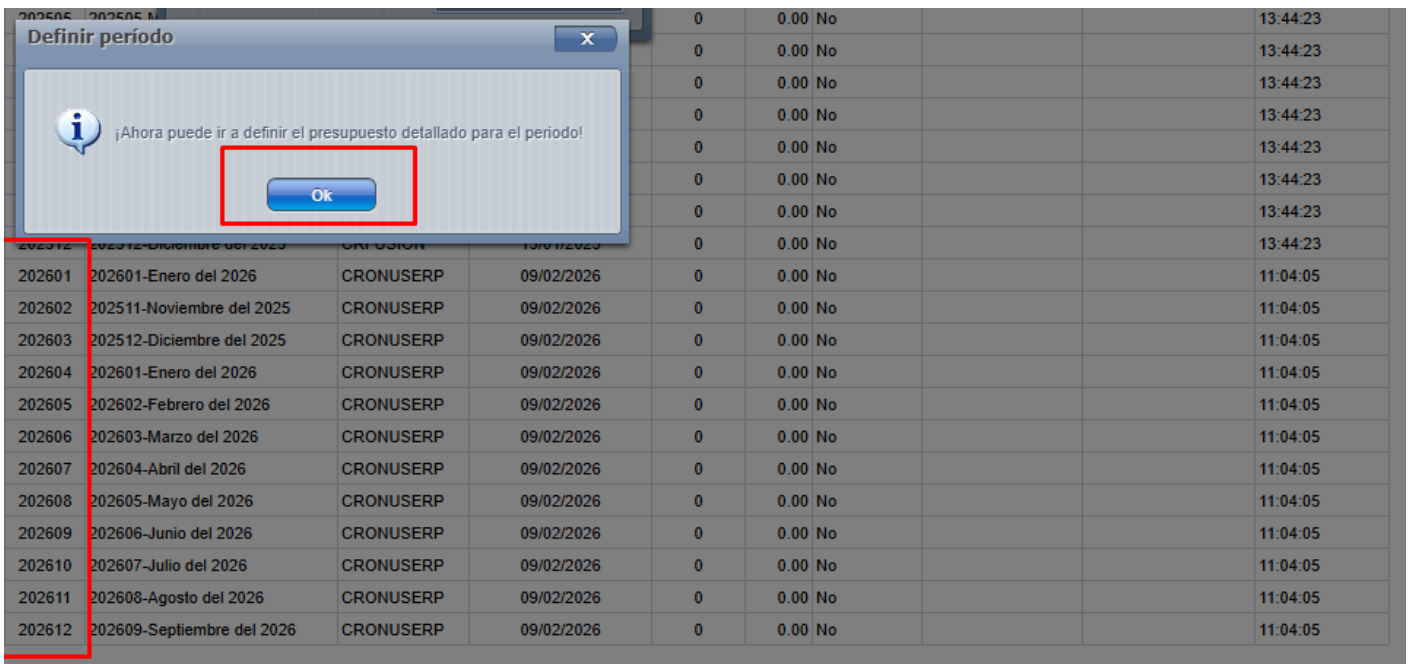 202505 202505 0 0.00 No 13:44:23
Definir período X
0 0.00 No 13:44:23
0 0.00 No 13:44:23
0 0.00 No 13:44:23
¡Ahora puede ir a definir el presupuesto detallado para el periodo!
0 0.00 No 13:44:23
0 0.00 No 13:44:23
Ok
0 0.00 No 13:44:23
202512 202512-Diciembre del 2025 CRFUSION 15/01/2025 0 0.00 No 13:44:23
202601 202601-Enero del 2026 CRONUSERP 09/02/2026 0 0.00 No 11:04:05
202602 202511-Noviembre del 2025 CRONUSERP 09/02/2026 0 0.00 No 11:04:05
202603 202512-Diciembre del 2025 CRONUSERP 09/02/2026 0 0.00 No 11:04:05
202604 202601-Enero del 2026 CRONUSERP 09/02/2026 0 0.00 No 11:04:05
202605 202602-Febrero del 2026 CRONUSERP 09/02/2026 0 0.00 No 11:04:05
202606 202603-Marzo del 2026 CRONUSERP 09/02/2026 0 0.00 No 11:04:05
202607 202604-Abril del 2026 CRONUSERP 09/02/2026 0 0.00 No 11:04:05
202608 202605-Mayo del 2026 CRONUSERP 09/02/2026 0 0.00 No 11:04:05
202609 202606-Junio del 2026 CRONUSERP 09/02/2026 0 0.00 No 11:04:05
202610 202607-Julio del 2026 CRONUSERP 09/02/2026 0 0.00 No 11:04:05
202611 202608-Agosto del 2026 CRONUSERP 09/02/2026 0 0.00 No 11:04:05
202612 202609-Septiembre del 2026 CRONUSERP 09/02/2026 0 0.00 No 11:04:05